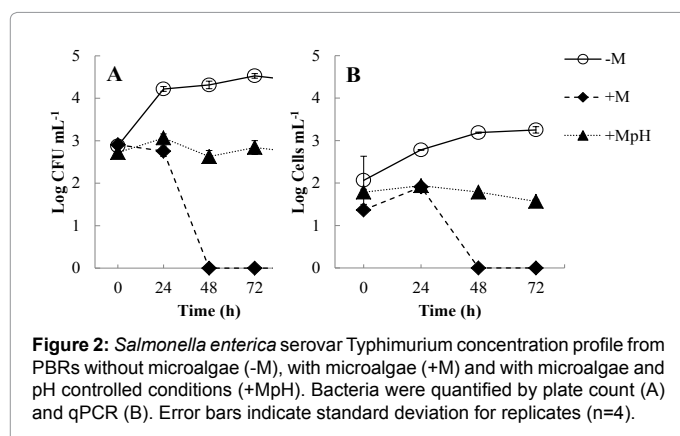 A
5
4
3
2
1
0
Log CFU mL-1
0 24 48 72
Time (h)
B
5
4
3
2
1
0
Log Cells mL-1
0 24 48 72
Time (h)
-M
+M
+MpH
Figure 2: Salmonella enterica serovar Typhimurium concentration profile from
PBRs without microalgae (-M), with microalgae (+M) and with microalgae and
pH controlled conditions (+MpH). Bacteria were quantified by plate count (A)
and qPCR (B). Error bars indicate standard deviation for replicates (n=4).